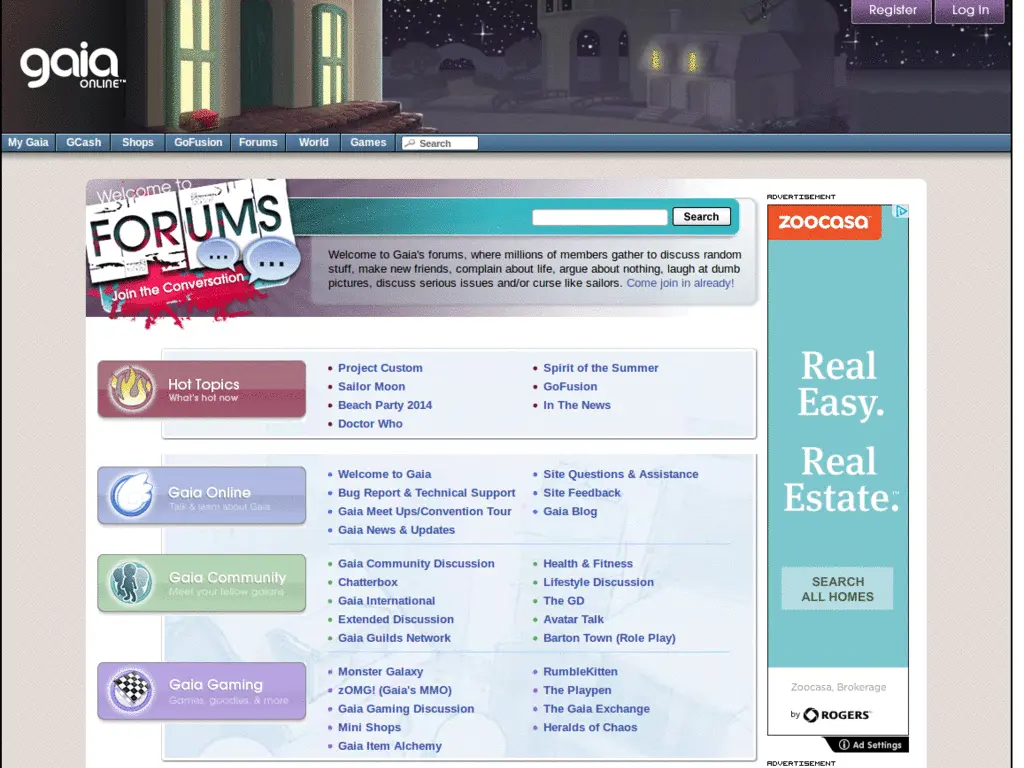 Register
Log In
gaia
ONLINE™
My Gaia
GCash
Shops
GoFusion
Forums
World
Games
Search
Welcome to
FORUMS
Join the Conversation
Search
Welcome to Gaia's forums, where millions of members gather to discuss random
stuff, make new friends, complain about life, argue about nothing, laugh at dumb
pictures, discuss serious issues and/or curse like sailors. Come join in already!
Hot Topics
What's hot now
Project Custom
Sailor Moon
Beach Party 2014
Doctor Who
Spirit of the Summer
GoFusion
In The News
Gaia Online
Talk & learn about Gaia
Welcome to Gaia
Bug Report & Technical Support
Gaia Meet Ups/Convention Tour
Gaia News & Updates
Site Questions & Assistance
Site Feedback
Gaia Blog
Gaia Community
Meet your fellow gaians
Gaia Community Discussion
Chatterbox
Gaia International
Extended Discussion
Gaia Guilds Network
Health & Fitness
Lifestyle Discussion
The GD
Avatar Talk
Barton Town (Role Play)
Gaia Gaming
Games, goodies, & more
Monster Galaxy
zOMG! (Gaia's MMO)
Gaia Gaming Discussion
Mini Shops
Gaia Item Alchemy
RumbleKitten
The Playpen
The Gaia Exchange
Heralds of Chaos
ADVERTISEMENT
zoocasa
Real
Easy.
Real
Estate.™
SEARCH
ALL HOMES
Zoocasa, Brokerage
by ROGERS™
Ad Settings
ADVERTISEMENT